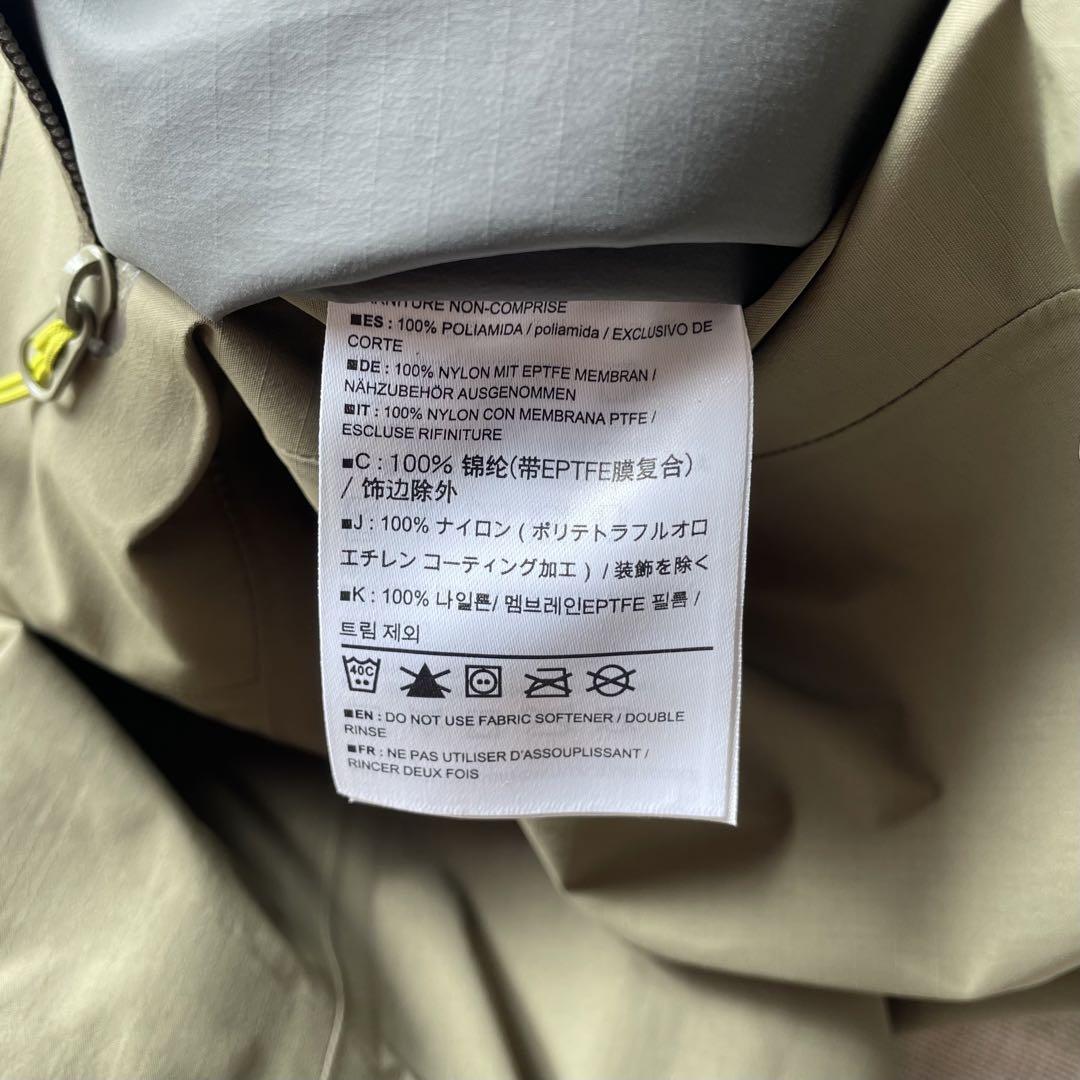 NON-COMPRISE
■ES : 100% POLIAMIDA / poliamida / EXCLUSIVO DE
CORTE
■DE : 100% NYLON MIT EPTFE MEMBRAN /
NÄHZUBEHÖR AUSGENOMMEN
■IT : 100% NYLON CON MEMBRANA PTFE /
ESCLUSE RIFINITURE
■C : 100% 锦纶(带EPTFE膜复合)
/ 饰边除外
■J : 100% ナイロン ( ポリテトラフルオロ
エチレン コーティング加工 ) / 装飾を除く
■K : 100% 나일론/ 멤브레인EPTFE 필름 /
트림 제외
40C
■EN : DO NOT USE FABRIC SOFTENER / DOUBLE
RINSE
■FR : NE PAS UTILISER D'ASSOUPLISSANT /
RINCER DEUX FOIS